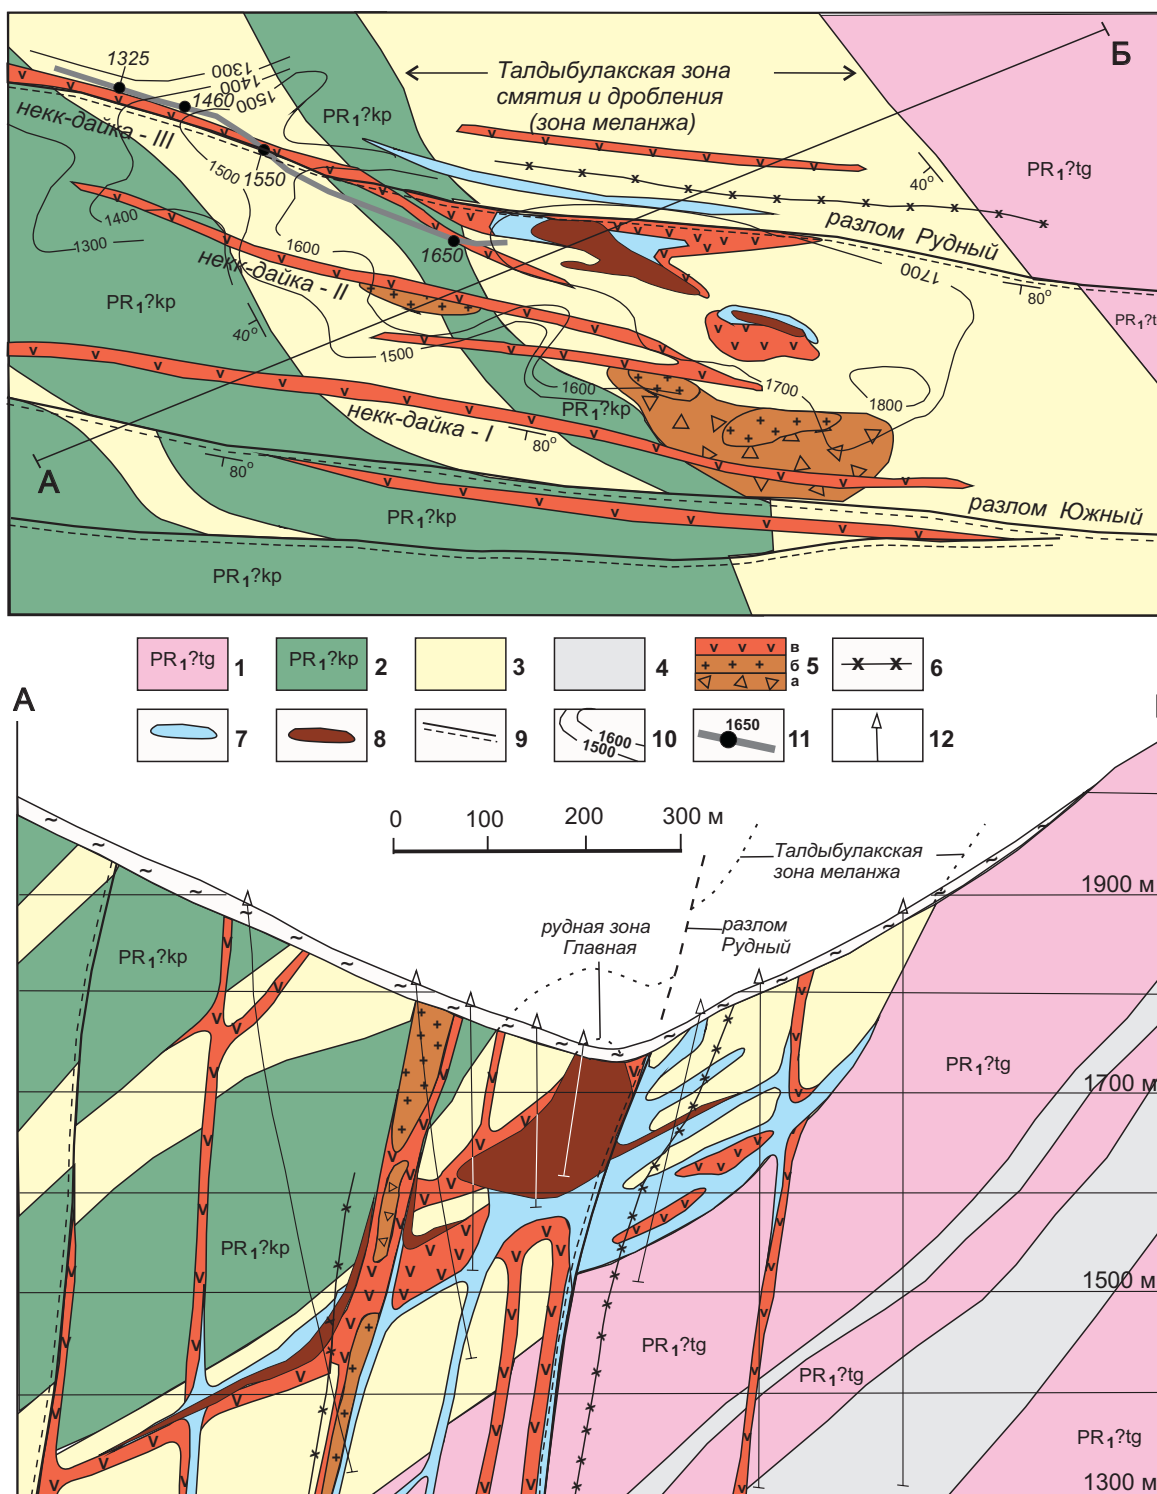 1325
1300
1400
1500
1460
Талдыбулакская зона
смятия и дробления
(зона меланжа)
Б
некк-дайка - III
PR1?kp
1500
1550
40°
PR1?tg
1400
1300
1600
1650
разлом Рудный
1700
некк-дайка - II
PR1?kp
80°
PR1?t
40°
1500
1600
1700
1800
PR1?kp
некк-дайка - I
80°
А
80°
PR1?kp
разлом Южный
PR1?kp
PR1?tg 1
PR1?kp 2
3
4
в
б
а
5
6
А
7
8
9
1600
1500
10
1650
11
12
0 100 200 300 м
Талдыбулакская
зона меланжа
1900 м
рудная зона
Главная
разлом
Рудный
PR1?kp
PR1?tg
1700 м
PR1?kp
1500 м
PR1?tg
PR1?tg
PR1?tg
1300 м